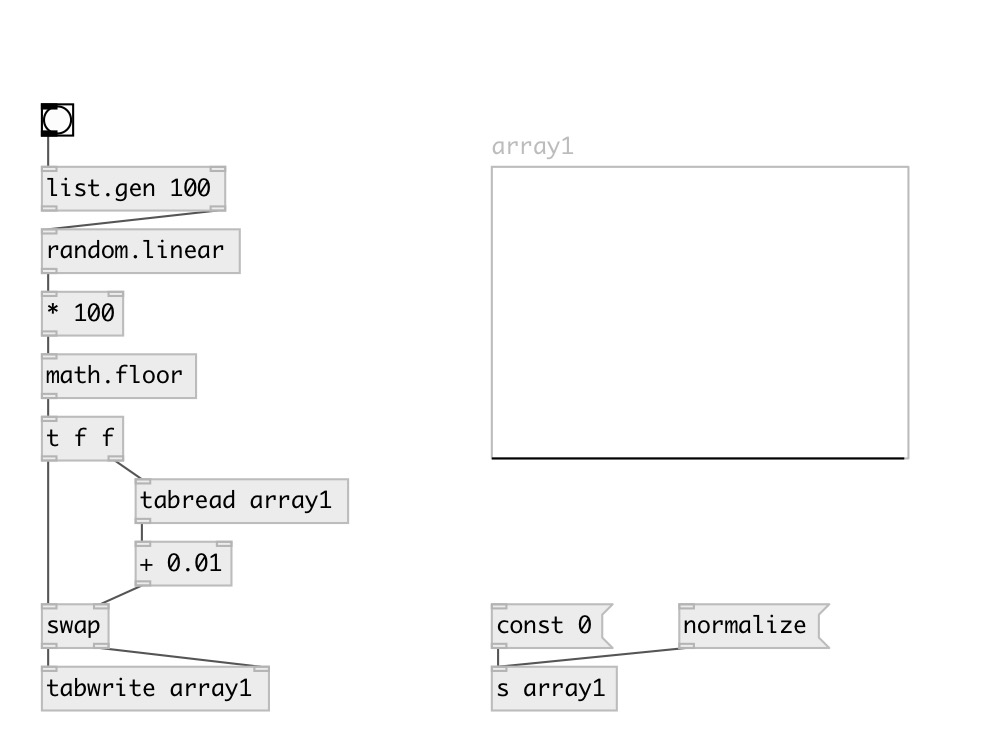 array1
list.gen 100
random.linear
* 100
math.floor
t f f
tabread array1
+ 0.01
swap
const 0
normalize
tabwrite array1
s array1